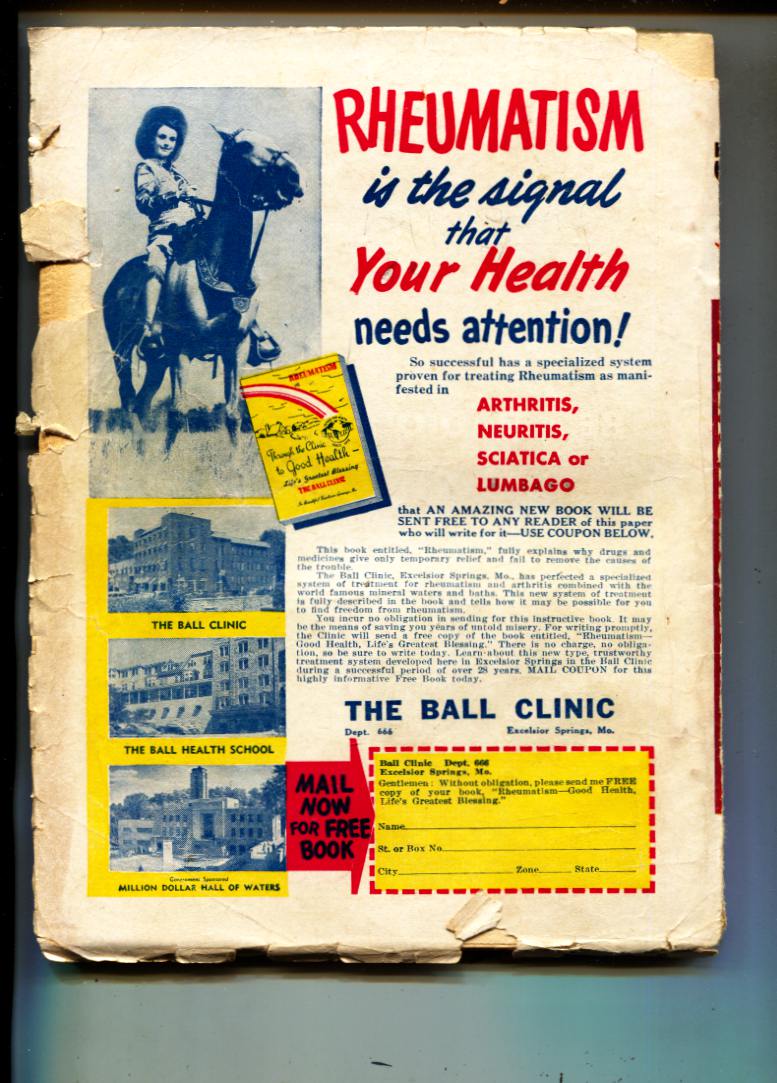 RHEUMATISM
is the signal
that
Your Health
needs attention!
So successful has a specialized system
proven for treating Rheumatism as mani-
fested in
ARTHRITIS,
NEURITIS,
SCIATICA or
LUMBAGO
that AN AMAZING NEW BOOK WILL BE
SENT FREE TO ANY READER of this paper
who will write for it—USE COUPON BELOW.
RHEUMATISM
Through the Clinic
to Good Health—
Life's Greatest Blessing
THE BALL CLINIC
This book entitled, "Rheumatism," fully explains why drugs and
medicines give only temporary relief and fail to remove the causes of
the trouble.
The Ball Clinic, Excelsior Springs, Mo., has perfected a specialized
system of treatment for rheumatism and arthritis combined with the
world famous mineral waters and baths. This new system of treatment
is fully described in the book and tells how it may be possible for you
to find freedom from rheumatism.
You incur no obligation in sending for this instructive book. It may
be the means of saving you years of untold misery. For writing promptly,
the Clinic will send a free copy of the book entitled, "Rheumatism—
Good Health, Life's Greatest Blessing." There is no charge, no obliga-
tion, so be sure to write today. Learn about this new type, trustworthy
treatment system developed here in Excelsior Springs in the Ball Clinic
during a successful period of over 28 years. MAIL COUPON for this
highly informative Free Book today.
THE BALL CLINIC
Dept. 666 Excelsior Springs, Mo.
THE BALL CLINIC
THE BALL HEALTH SCHOOL
Government Sponsored
MILLION DOLLAR HALL OF WATERS
MAIL
NOW
FOR FREE
BOOK
Ball Clinic Dept. 666
Excelsior Springs, Mo.
Gentlemen: Without obligation, please send me FREE
copy of your book, "Rheumatism—Good Health,
Life's Greatest Blessing."
Name
St. or Box No.
City Zone State